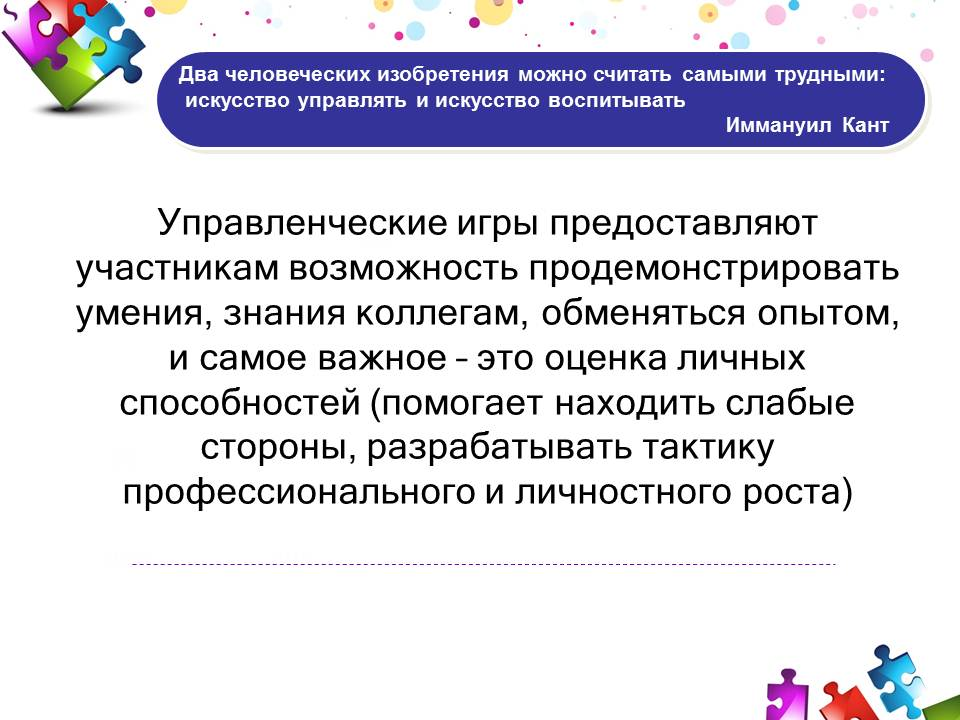 Два человеческих изобретения можно считать самыми трудными:
искусство управлять и искусство воспитывать
Иммануил Кант
Управленческие игры предоставляют
участникам возможность продемонстрировать
умения, знания коллегам, обменяться опытом,
и самое важное – это оценка личных
способностей (помогает находить слабые
стороны, разрабатывать тактику
профессионального и личностного роста)